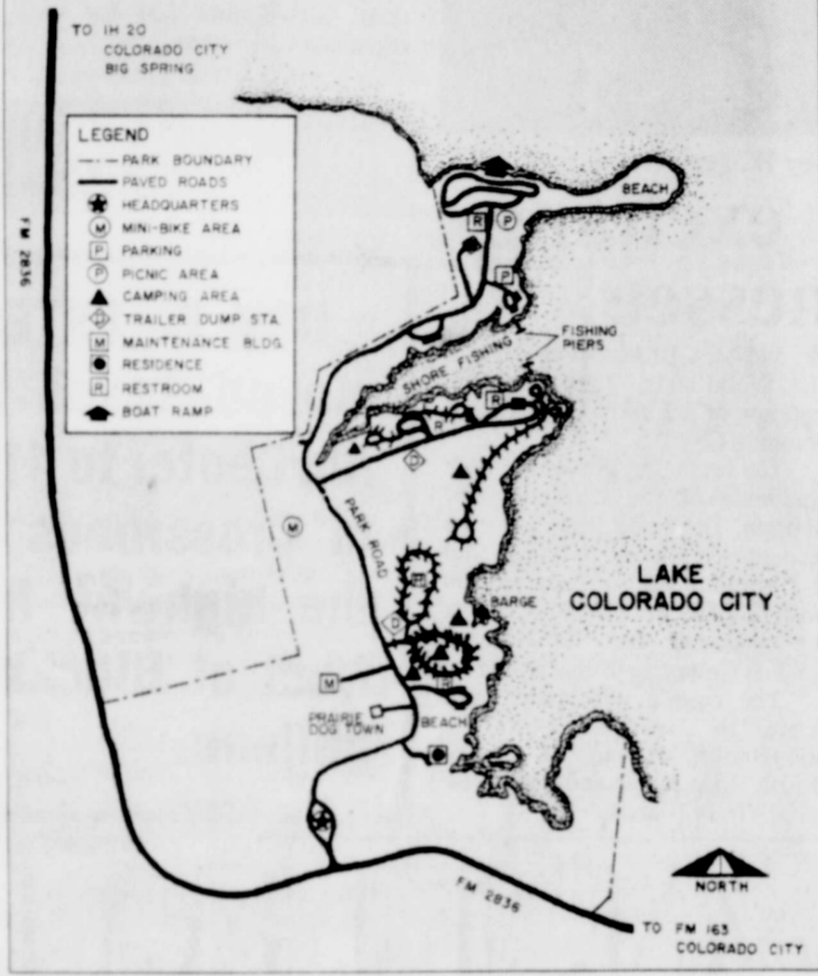 TO IH 20
COLORADO CITY
BIG SPRING
LEGEND
PARK BOUNDARY
PAVED ROADS
HEADQUARTERS
M MINI-BIKE AREA
P PARKING
P PICNIC AREA
CAMPING AREA
D TRAILER DUMP STA.
M MAINTENANCE BLDG.
RESIDENCE
R RESTROOM
BOAT RAMP
FM 2836
BEACH
R P
P
FISHING
PIERS
SHORE FISHING
R
R
D
M
PARK ROAD
R
LAKE
COLORADO CITY
BARGE
D
M
R
PRAIRIE
DOG TOWN
BEACH
NORTH
FM 2836
TO FM 163
COLORADO CITY